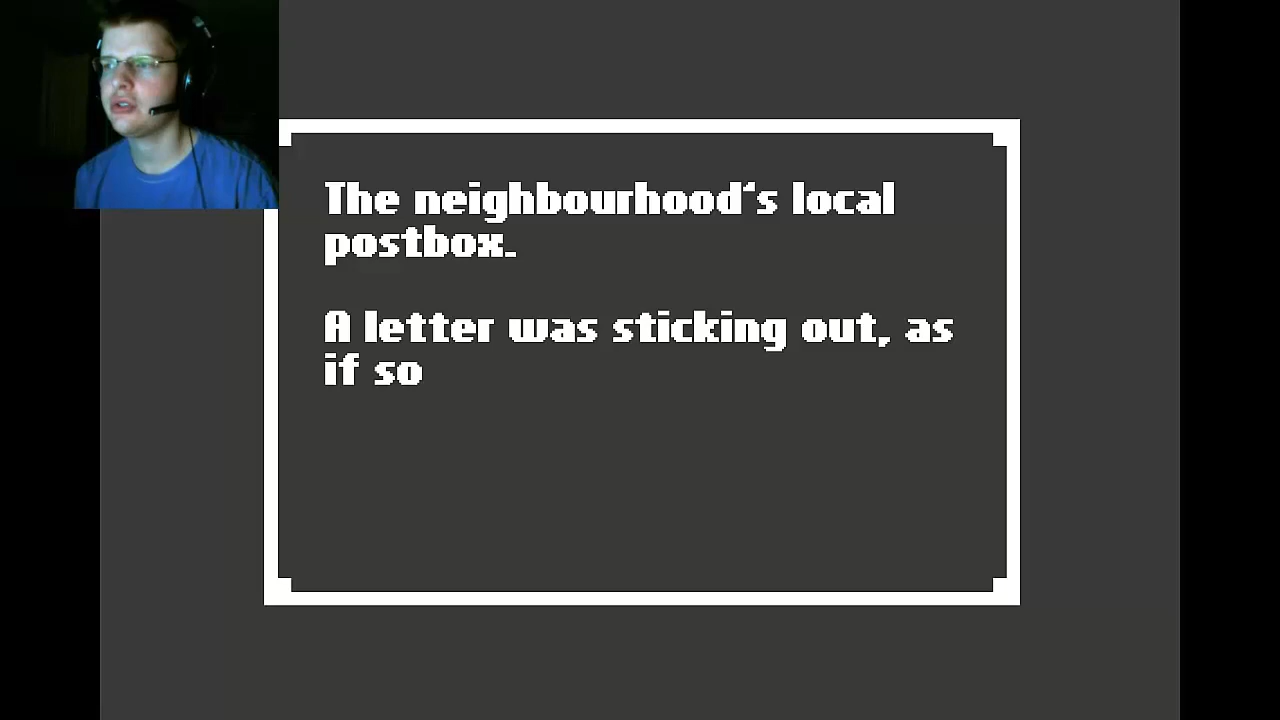 The neighbourhood‘s local
postbox.
A letter was sticking out, as
if so